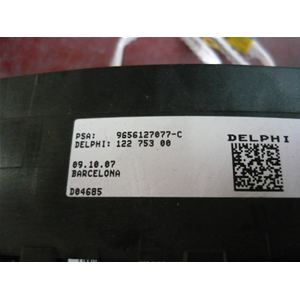 PSA: 9656127077-C
DELPHI: 122 753 00
DELPHI
09.10.07
BARCELONA
D04685